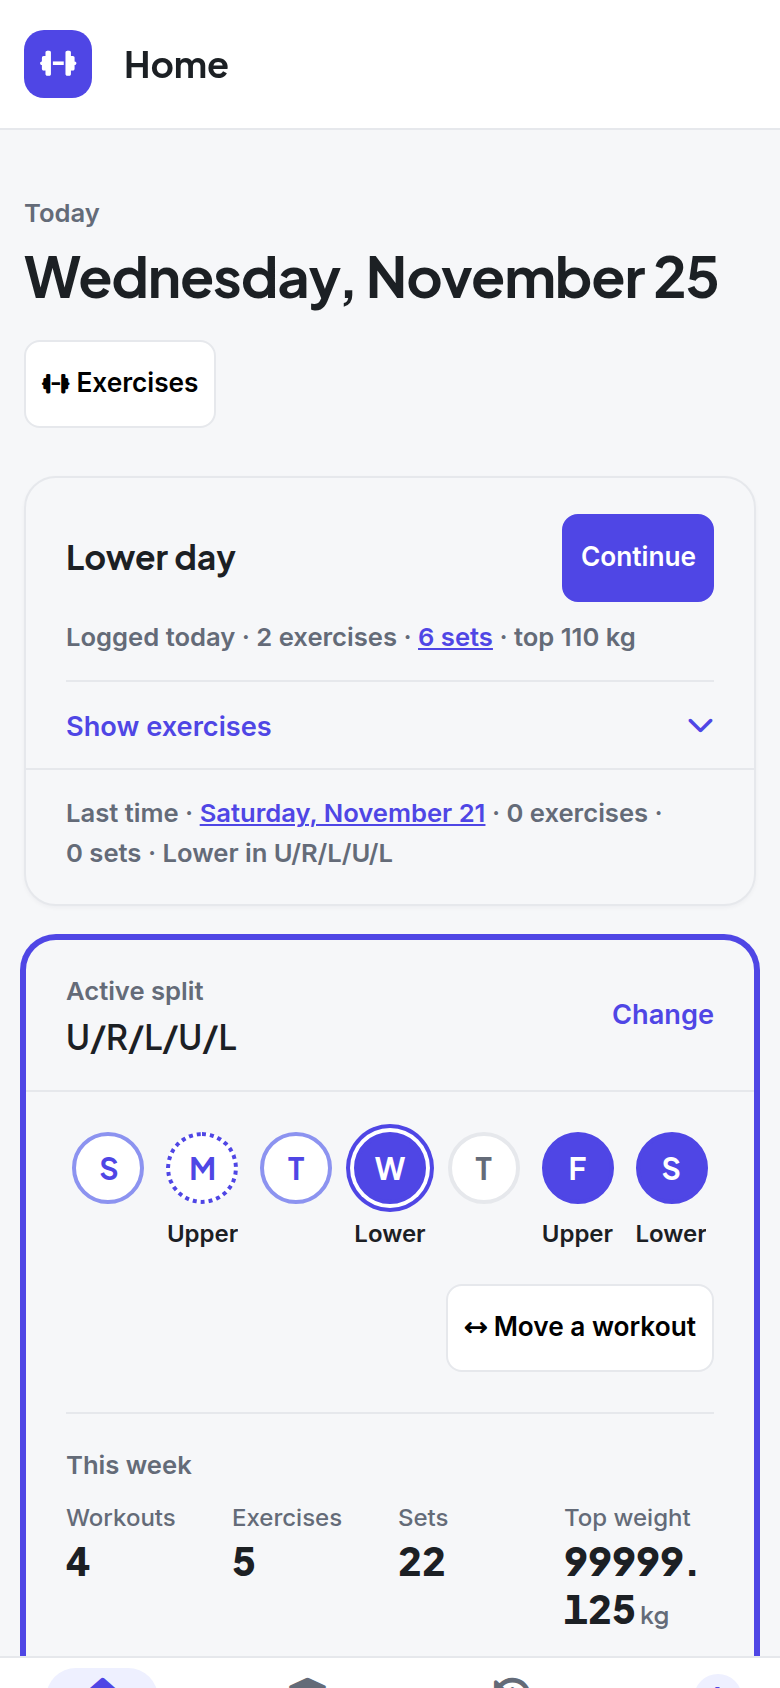 Home
Today
Wednesday, November 25
Exercises
Lower day
Continue
Logged today · 2 exercises · 6 sets · top 110 kg
Show exercises
Last time · Saturday, November 21 · 0 exercises ·
0 sets · Lower in U/R/L/U/L
Active split
U/R/L/U/L
Change
S M T W T F S
Upper Lower Upper Lower
↔ Move a workout
This week
Workouts Exercises Sets Top weight
4 5 22 99999.
125 kg